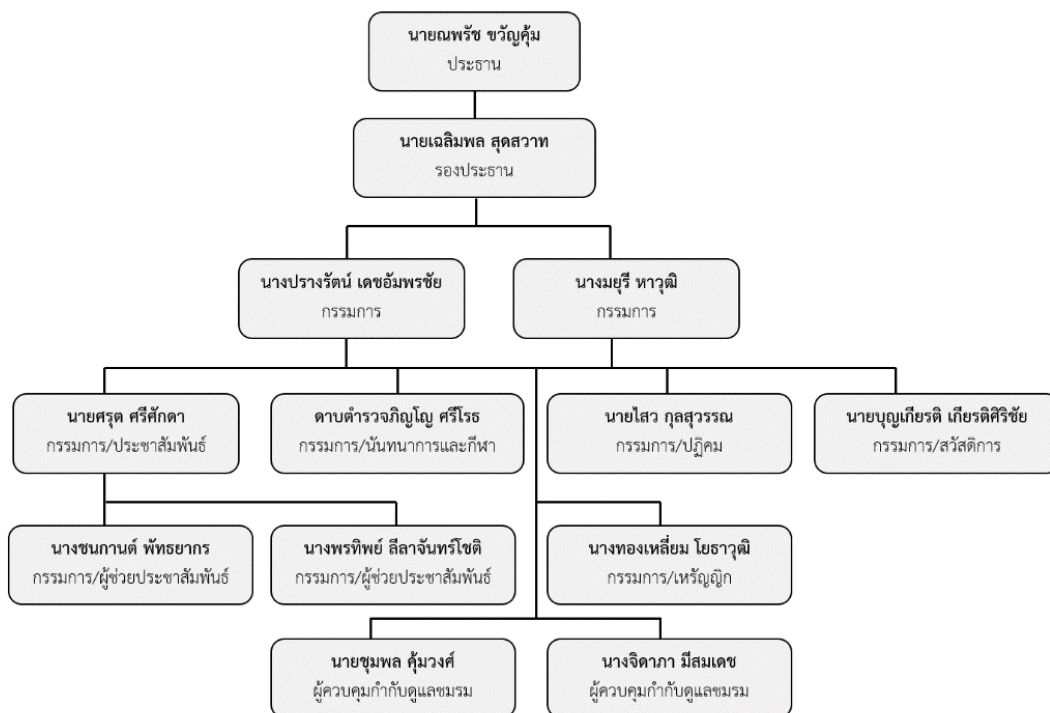 นายณพรัช ขวัญคุ้ม
ประธาน
นายเฉลิมพล สุดสวาท
รองประธาน
นางปรางรัตน์ เดชอัมพรชัย
กรรมการ
นางมยุรี หาวุฒิ
กรรมการ
นายศรุต ศรีศักดา
กรรมการ/ประชาสัมพันธ์
ดาบตำรวจภิญโญ ศรีโรธ
กรรมการ/นันทนาการและกีฬา
นายไสว กุลสุวรรณ
กรรมการ/ปฏิคม
นายบุญเกียรติ เกียรติศิริชัย
กรรมการ/สวัสดิการ
นางชนกานต์ พัทธยากร
กรรมการ/ผู้ช่วยประชาสัมพันธ์
นางพรทิพย์ ลีลาจันทร์โชติ
กรรมการ/ผู้ช่วยประชาสัมพันธ์
นางทองเหลี่ยม โยธาวุฒิ
กรรมการ/เหรัญญิก
นายชุมพล คุ้มวงศ์
ผู้ควบคุมกำกับดูแลชมรม
นางจิดาภา มีสมเดช
ผู้ควบคุมกำกับดูแลชมรม